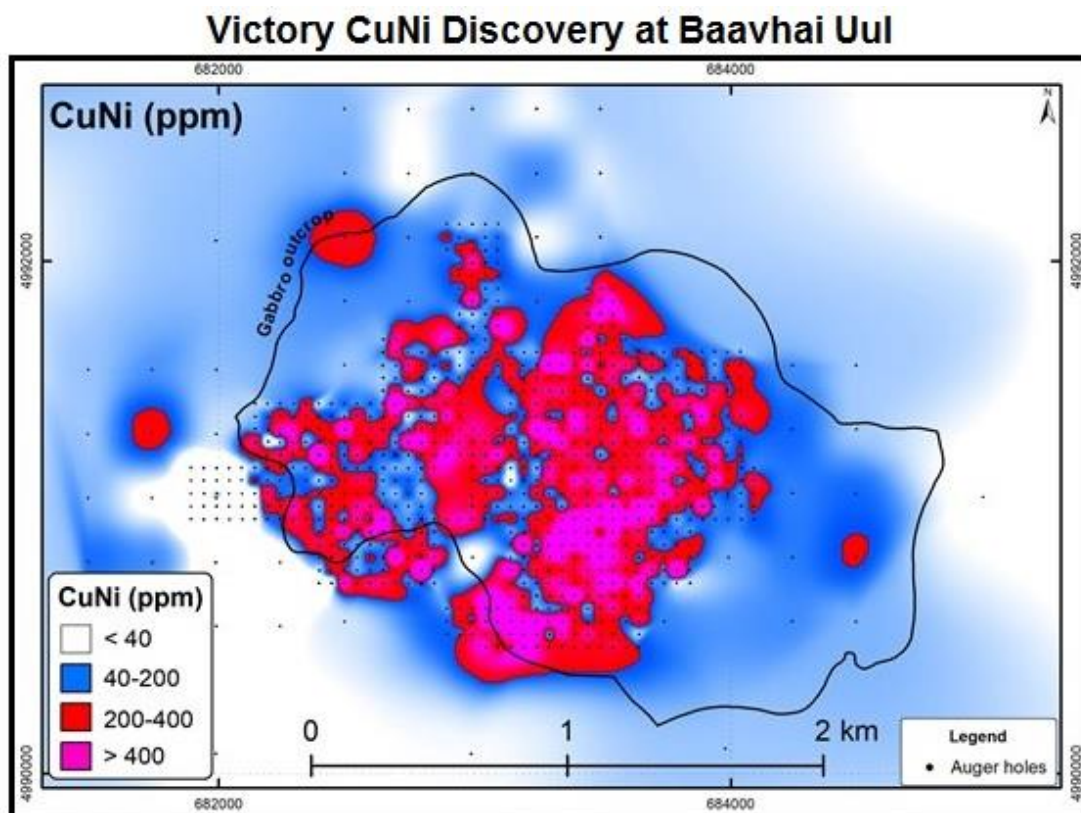 Victory CuNi Discovery at Baavhai Uul
682000
684000
CuNi (ppm)
N
4992000
4992000
Gabbro outcrop
CuNi (ppm)
< 40
40-200
200-400
> 400
0
1
2 km
Legend
Auger holes
4990000
4990000
682000
684000